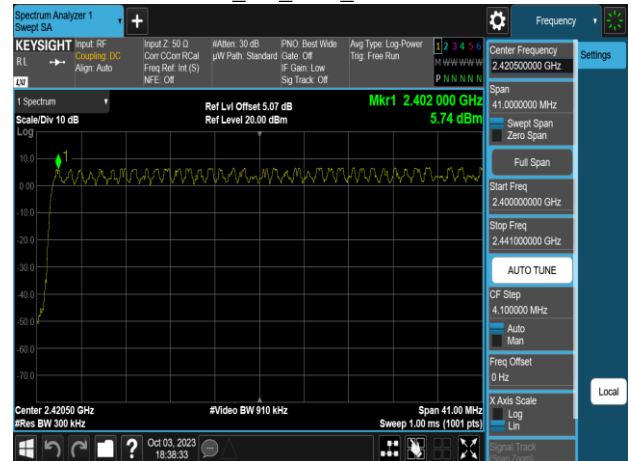 Spectrum Analyzer 1
Swept SA
Frequency
KEYSIGHT
RL
LXI
Input: RF
Coupling: DC
Align: Auto
Input Z: 50 Ω
Corr CCorr RCal
Freq Ref: Int (S)
NFE: Off
#Atten: 30 dB
µW Path: Standard
PNO: Best Wide
Gate: Off
IF Gain: Low
Sig Track: Off
Avg Type: Log-Power
Trig: Free Run
1 2 3 4 5 6
M W W W W W
P N N N N N
Center Frequency
2.420500000 GHz
Settings
Span
41.0000000 MHz
Swept Span
Zero Span
Full Span
Start Freq
2.400000000 GHz
Stop Freq
2.441000000 GHz
AUTO TUNE
CF Step
4.100000 MHz
Auto
Man
Freq Offset
0 Hz
X Axis Scale
Log
Lin
Signal Track
(Span Zoom)
Local
1 Spectrum
Scale/Div 10 dB
Log
Ref Lvl Offset 5.07 dB
Ref Level 20.00 dBm
Mkr1 2.402 000 GHz
5.74 dBm
1
10.0
0.00
-10.0
-20.0
-30.0
-40.0
-50.0
-60.0
-70.0
Center 2.42050 GHz
#Res BW 300 kHz
#Video BW 910 kHz
Span 41.00 MHz
Sweep 1.00 ms (1001 pts)
?
Oct 03, 2023
18:38:33